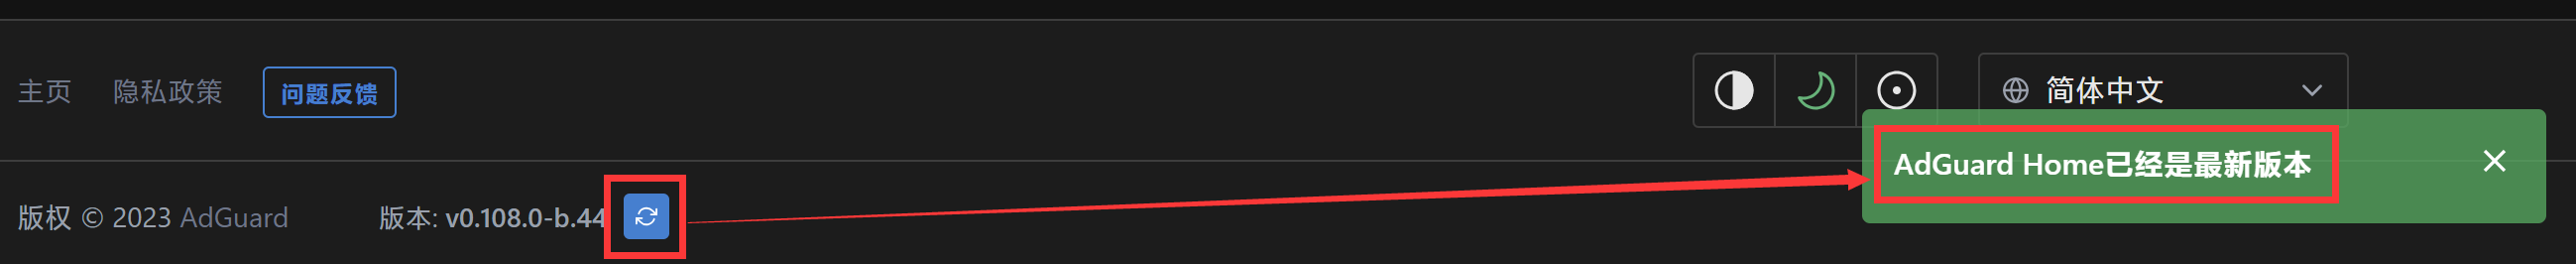 主页 隐私政策 问题反馈 简体中文
AdGuard Home已经是最新版本
版权 © 2023 AdGuard 版本: v0.108.0-b.44